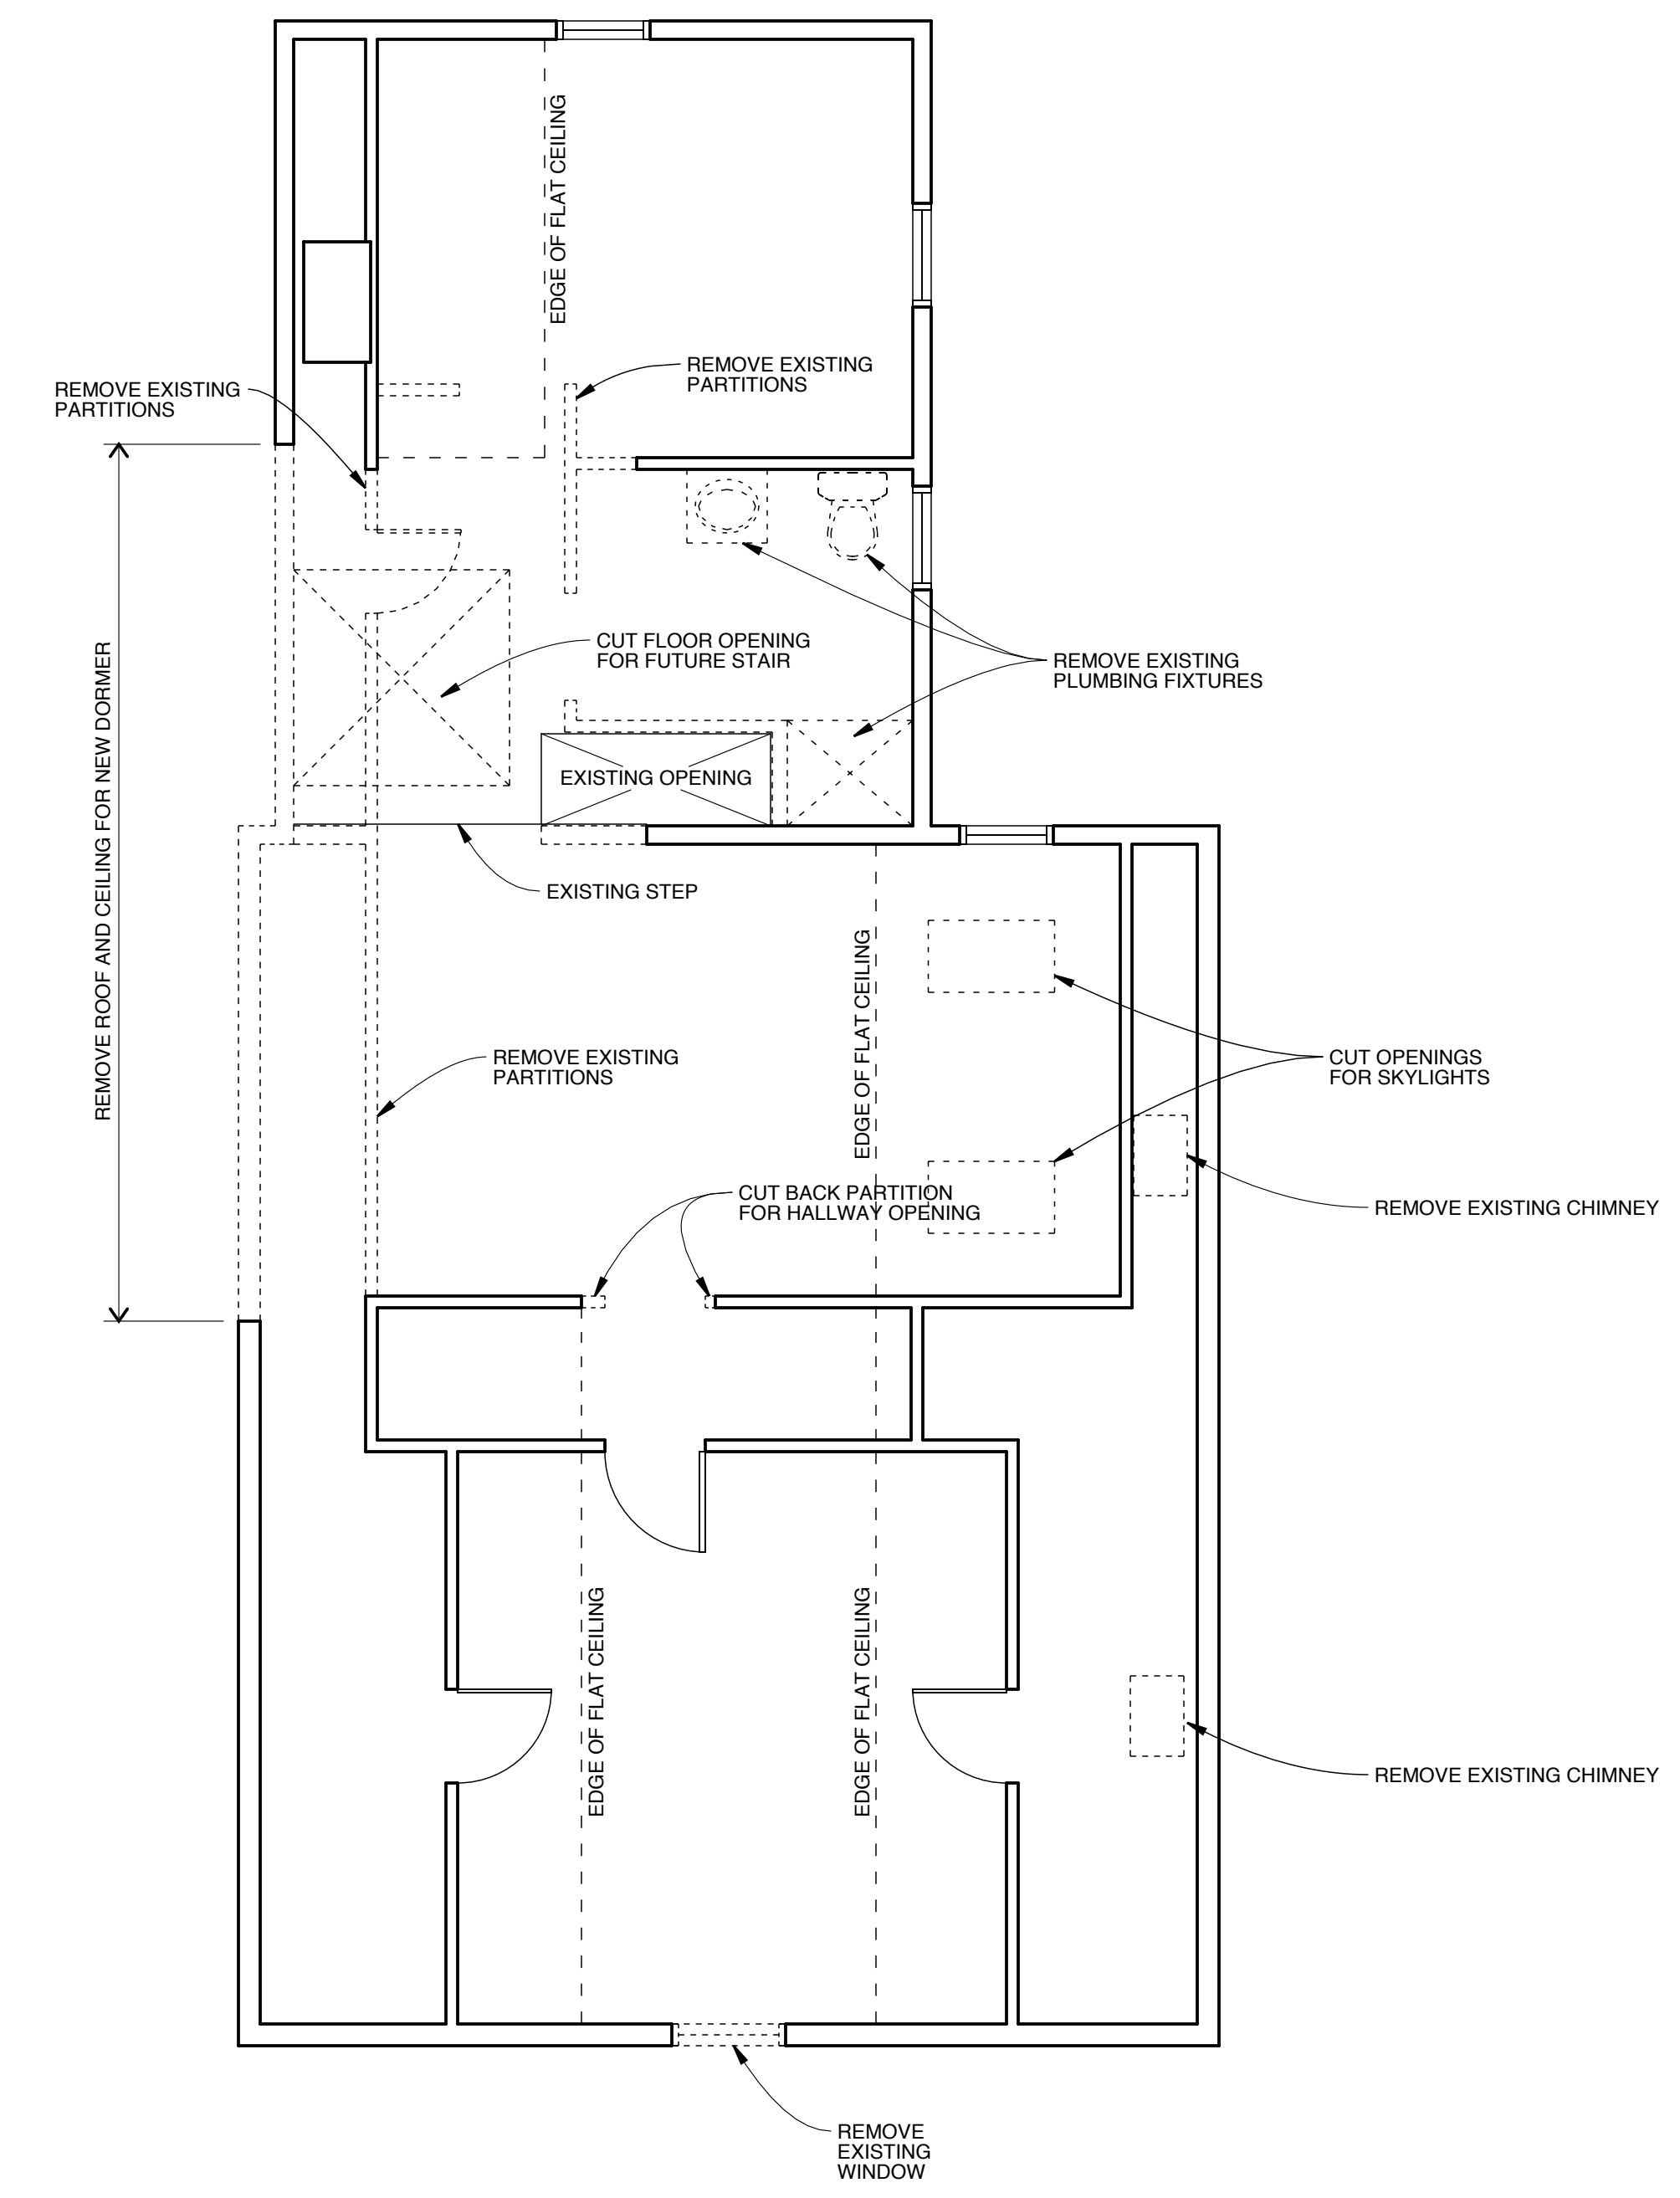 EDGE OF FLAT CEILING
REMOVE EXISTING
PARTITIONS
REMOVE EXISTING
PARTITIONS
CUT FLOOR OPENING
FOR FUTURE STAIR
REMOVE EXISTING
PLUMBING FIXTURES
REMOVE ROOF AND CEILING FOR NEW DORMER
EXISTING OPENING
EXISTING STEP
EDGE OF FLAT CEILING
REMOVE EXISTING
PARTITIONS
CUT OPENINGS
FOR SKYLIGHTS
CUT BACK PARTITION
FOR HALLWAY OPENING
REMOVE EXISTING CHIMNEY
EDGE OF FLAT CEILING
EDGE OF FLAT CEILING
REMOVE EXISTING CHIMNEY
REMOVE
EXISTING
WINDOW